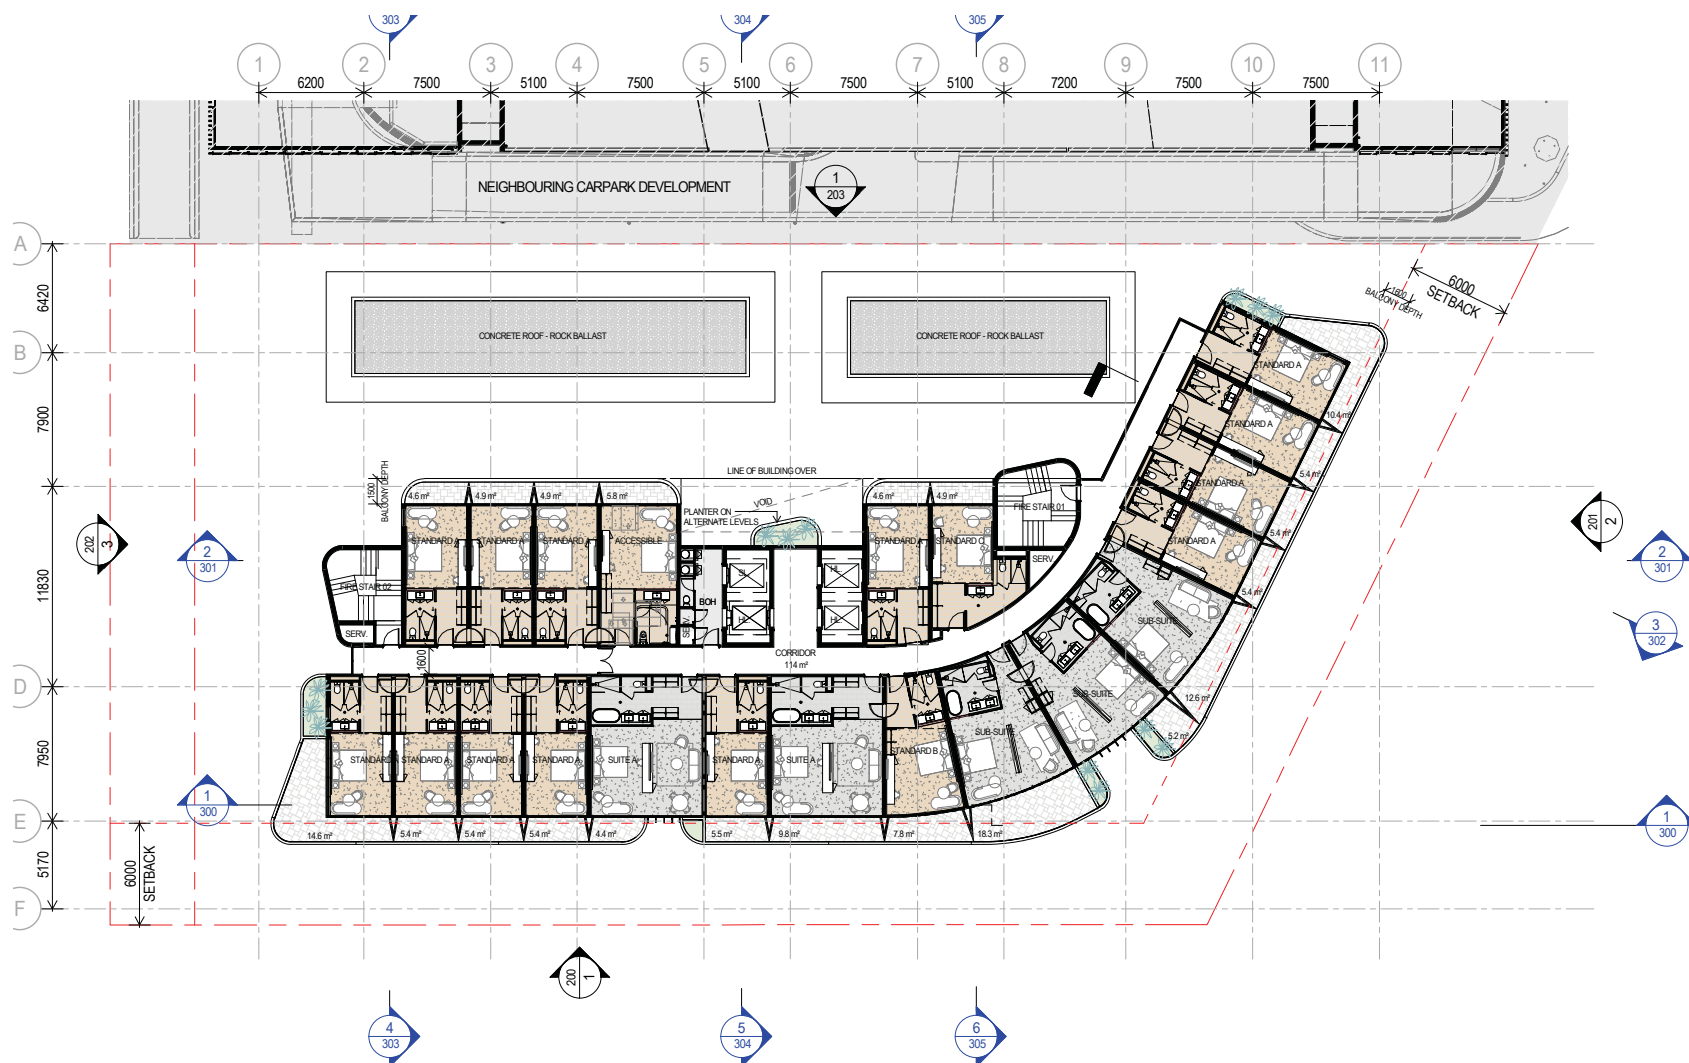 303
304
305
1
2
3
4
5
6
7
8
9
10
11
6200
7500
5100
7500
5100
7500
5100
7200
7500
7500
NEIGHBOURING CARPARK DEVELOPMENT
1
203
A
B
D
E
F
6420
7900
11830
7950
5170
6000
SETBACK
1600
BALCONY DEPTH
CONCRETE ROOF - ROCK BALLAST
CONCRETE ROOF - ROCK BALLAST
STANDARD A
10.4 m²
STANDARD A
5.4 m²
STANDARD A
5.4 m²
STANDARD A
5.4 m²
LINE OF BUILDING OVER
1500
BALCONY DEPTH
4.6 m²
4.9 m²
4.9 m²
5.8 m²
VOID
PLANTER ON
ALTERNATE LEVELS
4.6 m²
4.9 m²
FIRE STAIR 01
STANDARD A
STANDARD A
STANDARD A
ACCESSIBLE
STANDARD A
STANDARD C
SERV.
202
3
2
301
201
2
2
301
3
302
FIRE STAIR 02
SERV.
SL
HL
HL
HL
BOH
SERV.
CORRIDOR
114 m²
1600
SUB-SUITE
SUB-SUITE
SUB-SUITE
12.6 m²
5.2 m²
STANDARD A
STANDARD A
STANDARD A
STANDARD A
SUITE A
STANDARD A
SUITE A
STANDARD B
14.6 m²
5.4 m²
5.4 m²
5.4 m²
4.4 m²
5.5 m²
9.8 m²
7.8 m²
18.3 m²
1
300
1
300
6000
SETBACK
200
1
4
303
5
304
6
305